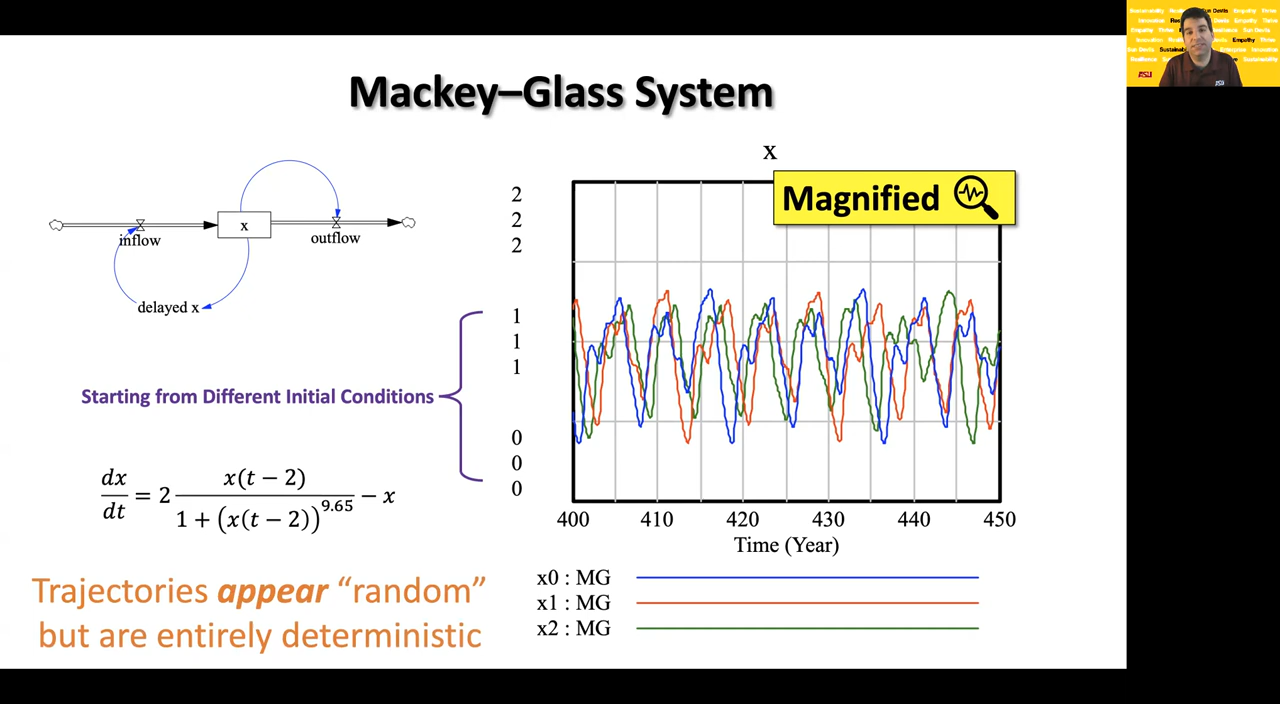 Mackey–Glass System
x
inflow
outflow
delayed x
x
Magnified
2
2
2
1
1
1
0
0
0
400 410 420 430 440 450
Time (Year)
Starting from Different Initial Conditions
dx/dt = 2 x(t − 2)/(1 + (x(t − 2))^9.65) − x
Trajectories appear “random”
but are entirely deterministic
x0 : MG
x1 : MG
x2 : MG
ASU